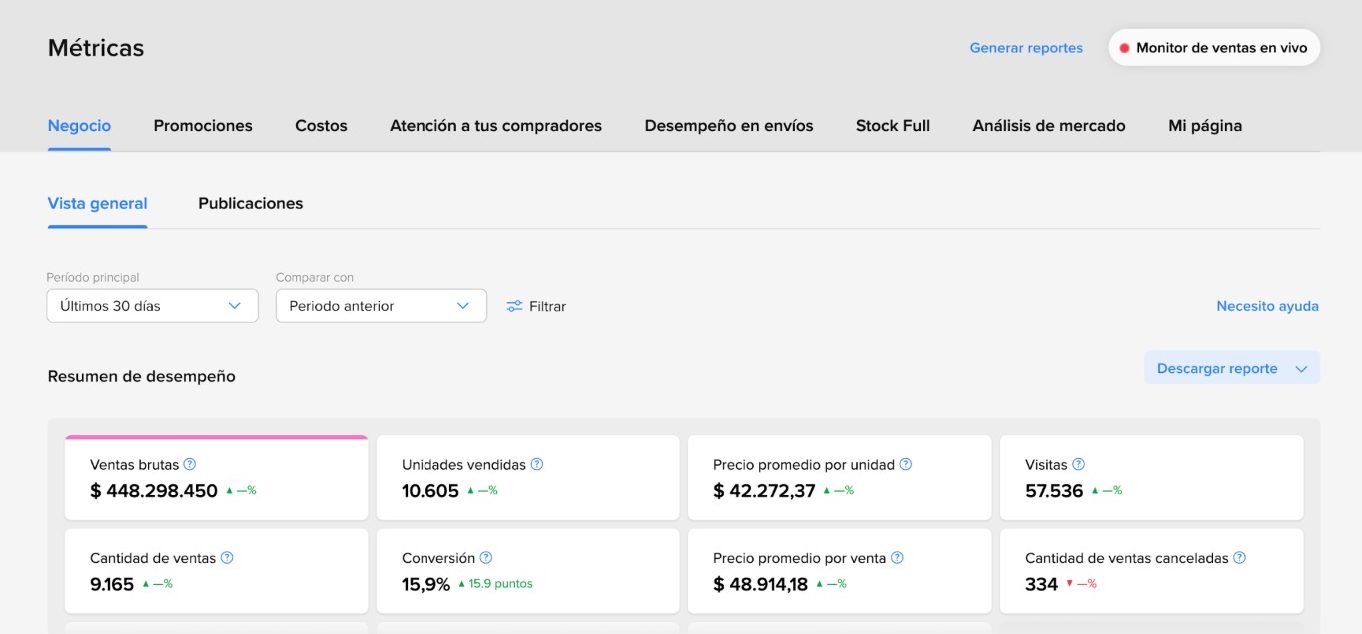 Métricas
Generar reportes
Monitor de ventas en vivo
Negocio Promociones Costos Atención a tus compradores Desempeño en envíos Stock Full Análisis de mercado Mi página
Vista general Publicaciones
Período principal
Últimos 30 días
Comparar con
Periodo anterior
Filtrar
Necesito ayuda
Resumen de desempeño
Descargar reporte
Ventas brutas
$ 448.298.450 ▲ —%
Unidades vendidas
10.605 ▲ —%
Precio promedio por unidad
$ 42.272,37 ▲ —%
Visitas
57.536 ▲ —%
Cantidad de ventas
9.165 ▲ —%
Conversión
15,9% ▲ 15.9 puntos
Precio promedio por venta
$ 48.914,18 ▲ —%
Cantidad de ventas canceladas
334 ▼ —%